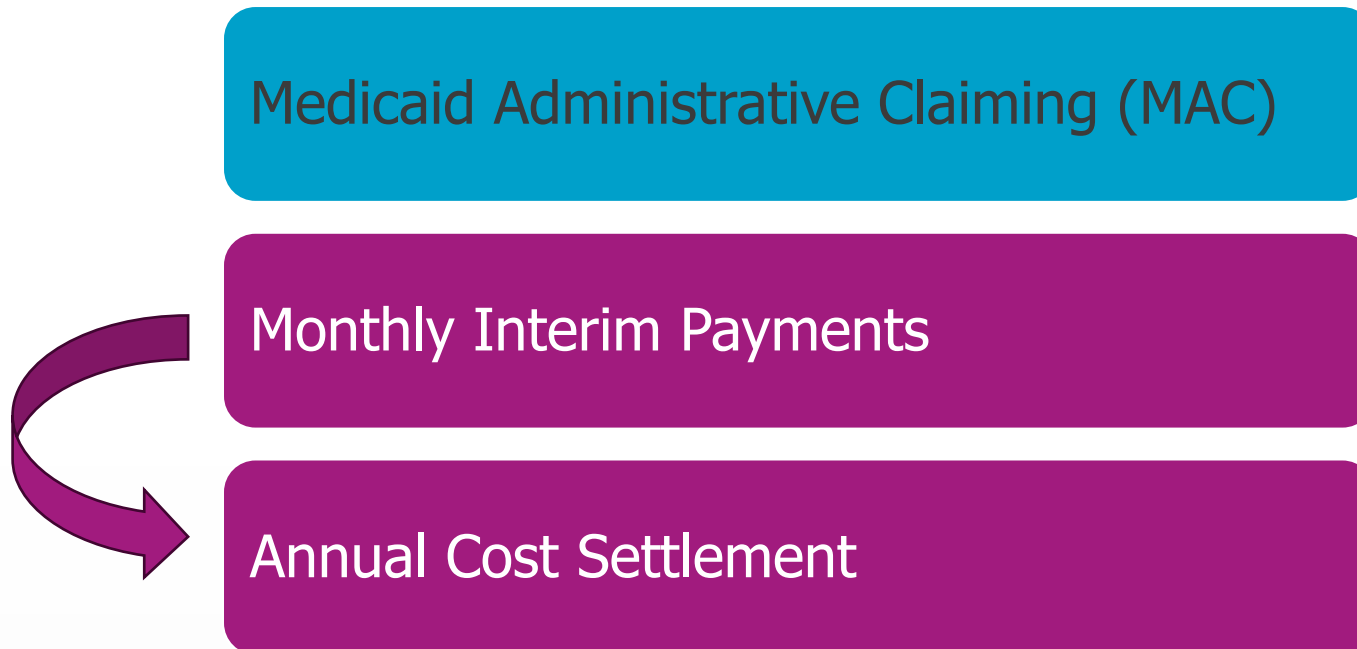 Medicaid Administrative Claiming (MAC)
Monthly Interim Payments
Annual Cost Settlement